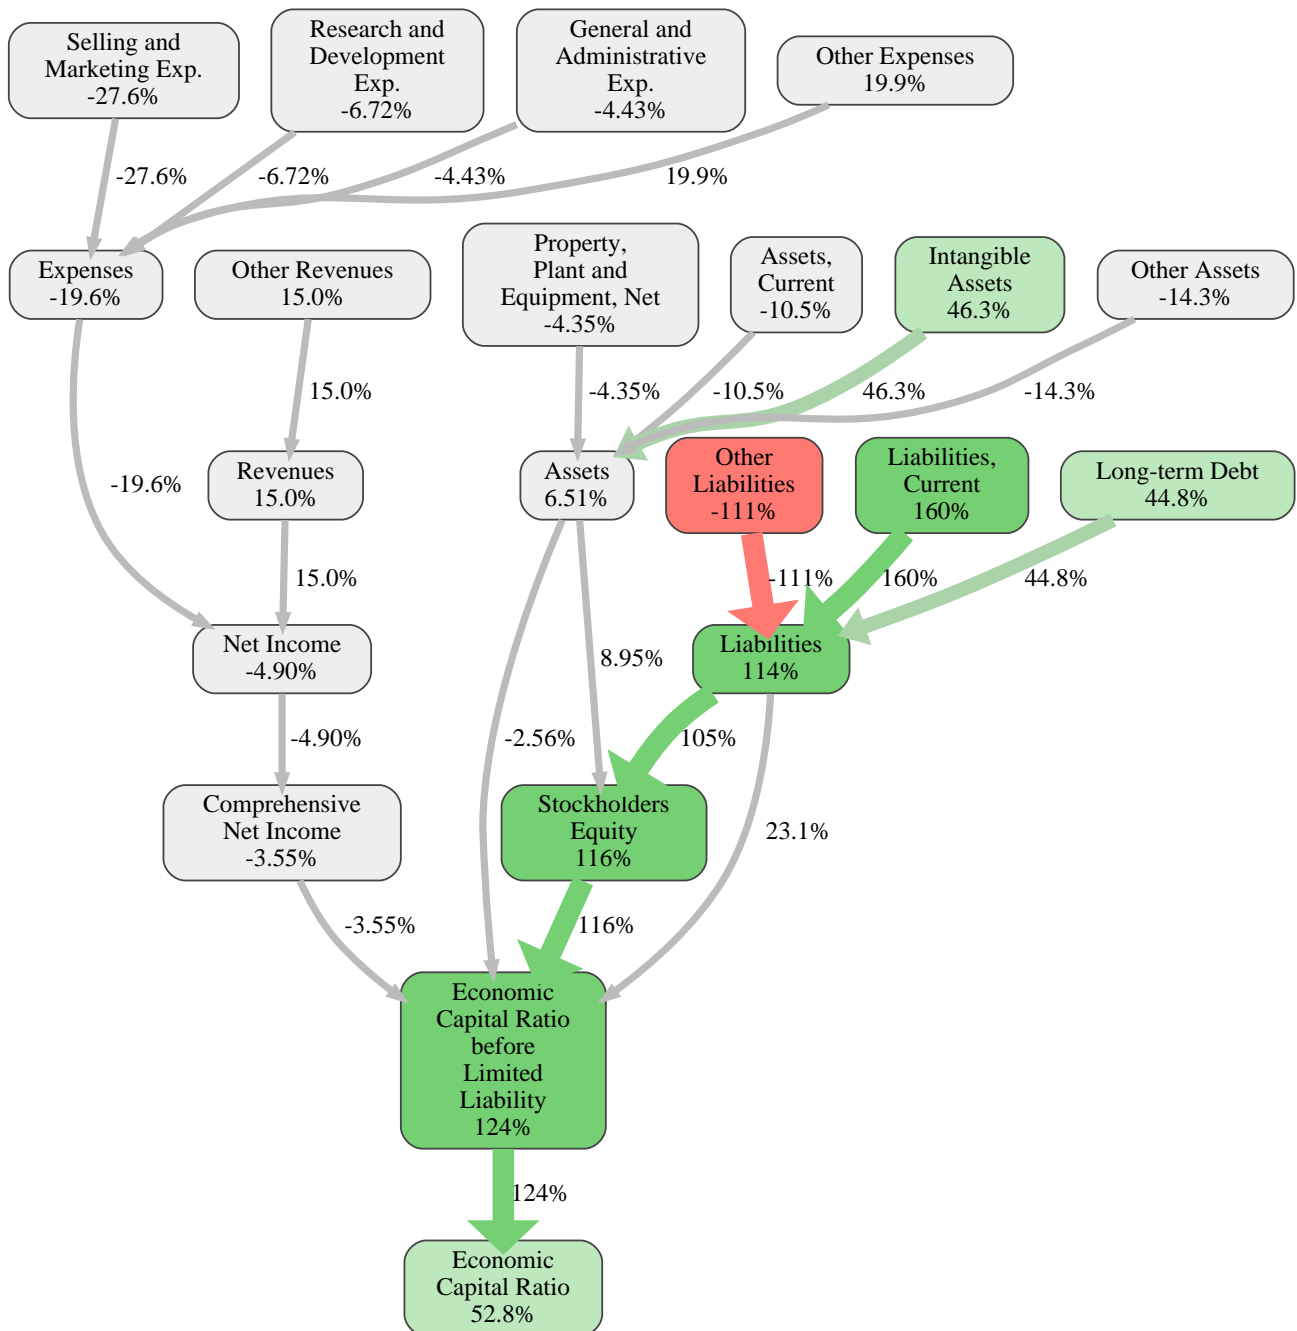 Selling and
Marketing Exp.
-27.6%
Research and
Development
Exp.
-6.72%
General and
Administrative
Exp.
-4.43%
Other Expenses
19.9%
-27.6%
-6.72%
-4.43%
19.9%
Expenses
-19.6%
Other Revenues
15.0%
Property,
Plant and
Equipment, Net
-4.35%
Assets,
Current
-10.5%
Intangible
Assets
46.3%
Other Assets
-14.3%
15.0%
-4.35%
-10.5%
46.3%
-14.3%
-19.6%
Revenues
15.0%
Assets
6.51%
Other
Liabilities
-111%
Liabilities,
Current
160%
Long-term Debt
44.8%
15.0%
-111%
160%
44.8%
Net Income
-4.90%
8.95%
Liabilities
114%
-4.90%
-2.56%
105%
Comprehensive
Net Income
-3.55%
Stockholders
Equity
116%
23.1%
-3.55%
116%
Economic
Capital Ratio
before
Limited
Liability
124%
124%
Economic
Capital Ratio
52.8%